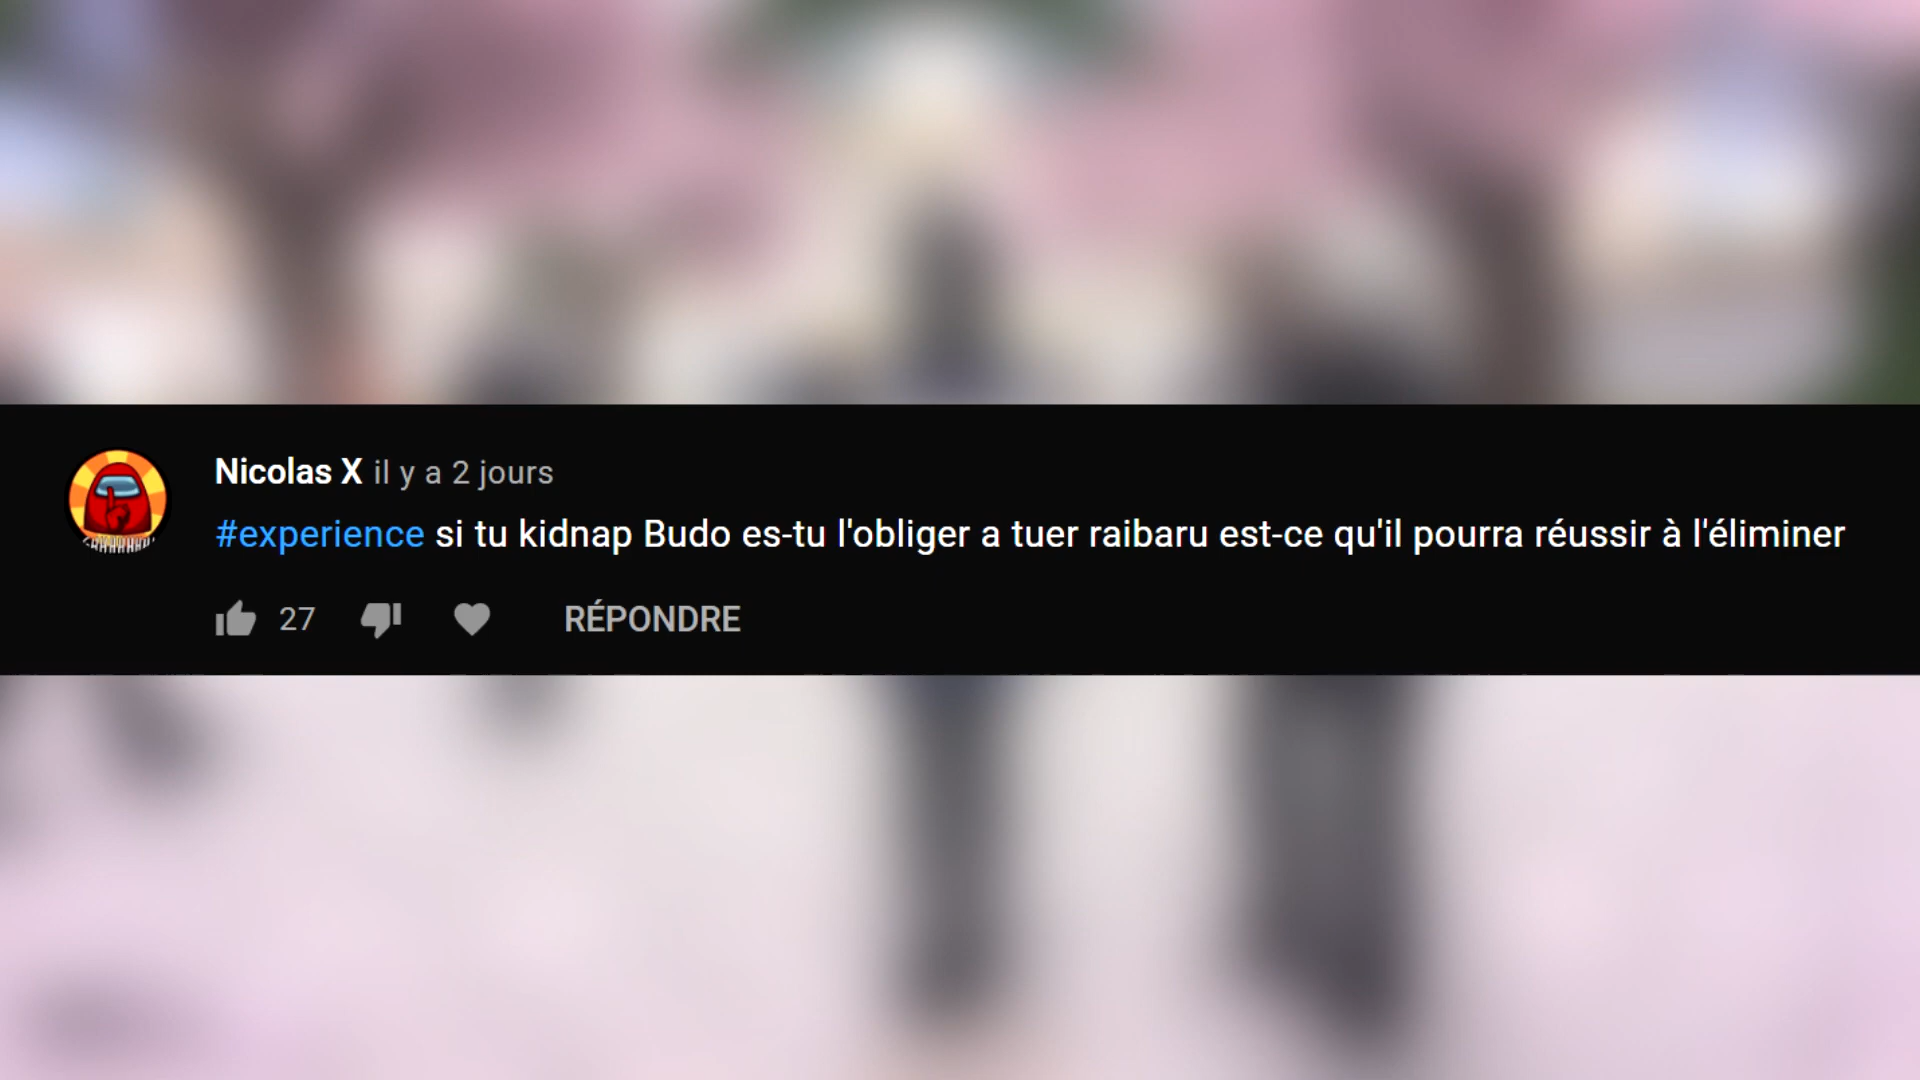 Nicolas X il y a 2 jours
#experience si tu kidnap Budo es-tu l'obliger a tuer raibaru est-ce qu'il pourra réussir à l'éliminer
27 RÉPONDRE